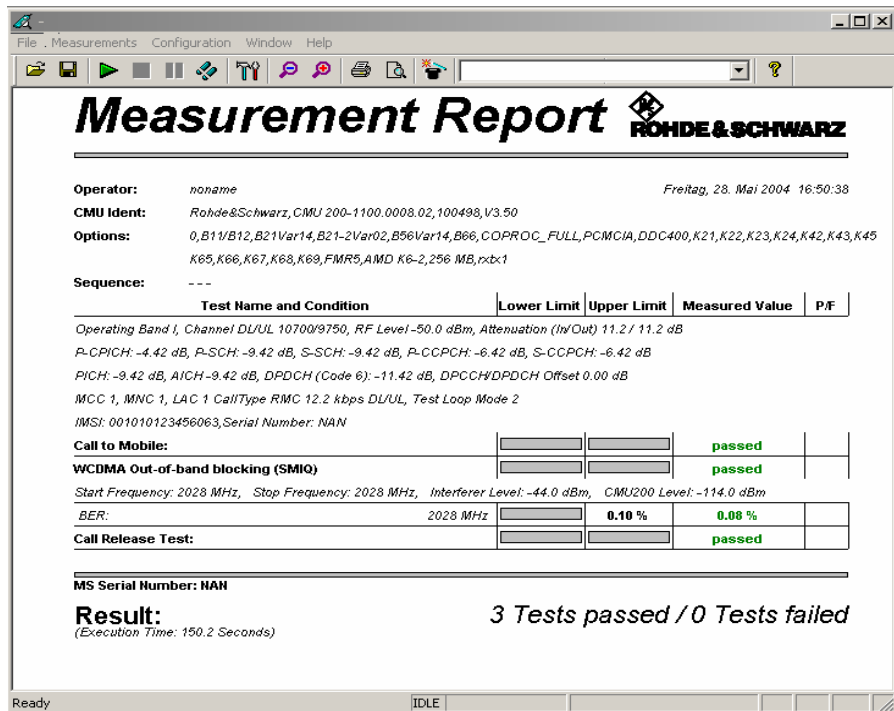 File . Measurements Configuration Window Help
Measurement Report ROHDE & SCHWARZ
Operator: noname Freitag, 28. Mai 2004 16:50:38
CMU Ident: Rohde&Schwarz,CMU 200-1100.0008.02,100498,V3.50
Options: 0,B11/B12,B21Var14,B21-2Var02,B56Var14,B66,COPROC_FULL,PCMCIA,DDC400,K21,K22,K23,K24,K42,K43,K45
K65,K66,K67,K68,K69,FMR5,AMD K6-2,256 MB,rxtx1
Sequence: - - -
Test Name and Condition Lower Limit Upper Limit Measured Value P/F
Operating Band I, Channel DL/UL 10700/9750, RF Level -50.0 dBm, Attenuation (In/Out) 11.2 / 11.2 dB
P-CPICH: -4.42 dB, P-SCH: -9.42 dB, S-SCH: -9.42 dB, P-CCPCH: -6.42 dB, S-CCPCH: -6.42 dB
PICH: -9.42 dB, AICH -9.42 dB, DPDCH (Code 6): -11.42 dB, DPCCH/DPDCH Offset 0.00 dB
MCC 1, MNC 1, LAC 1 CallType RMC 12.2 kbps DL/UL, Test Loop Mode 2
IMSI: 001010123456063,Serial Number: NAN
Call to Mobile: passed
WCDMA Out-of-band blocking (SMIQ) passed
Start Frequency: 2028 MHz, Stop Frequency: 2028 MHz, Interferer Level: -44.0 dBm, CMU200 Level: -114.0 dBm
BER: 2028 MHz 0.10 % 0.08 %
Call Release Test: passed
MS Serial Number: NAN
Result: 3 Tests passed / 0 Tests failed
(Execution Time: 150.2 Seconds)
Ready IDLE